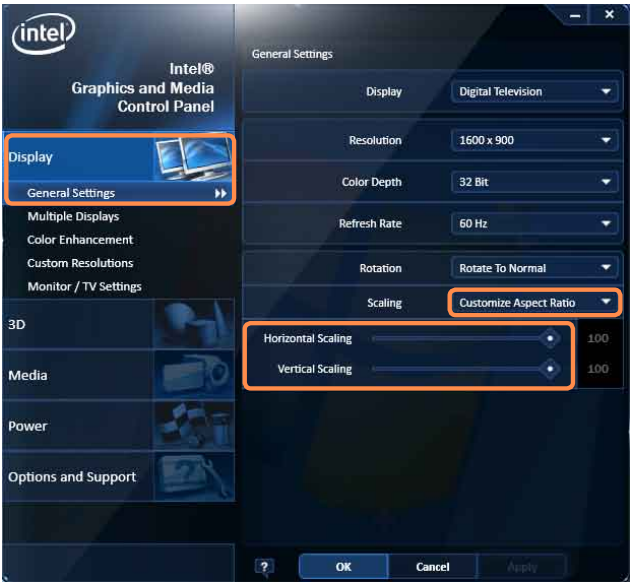 intel
Intel®
Graphics and Media
Control Panel
Display
General Settings
Multiple Displays
Color Enhancement
Custom Resolutions
Monitor / TV Settings
3D
Media
Power
Options and Support
General Settings
Display Digital Television
Resolution 1600 x 900
Color Depth 32 Bit
Refresh Rate 60 Hz
Rotation Rotate To Normal
Scaling Customize Aspect Ratio
Horizontal Scaling 100
Vertical Scaling 100
? OK Cancel Apply